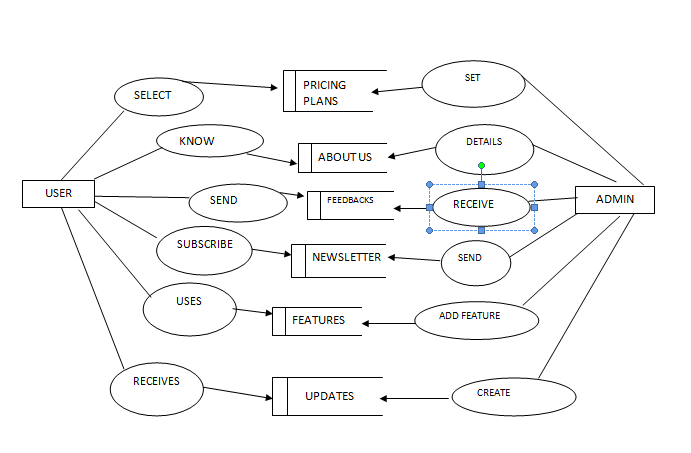 SELECT
PRICING
PLANS
SET
KNOW
ABOUT US
DETAILS
USER
SEND
FEEDBACKS
RECEIVE
ADMIN
SUBSCRIBE
NEWSLETTER
SEND
USES
FEATURES
ADD FEATURE
RECEIVES
UPDATES
CREATE